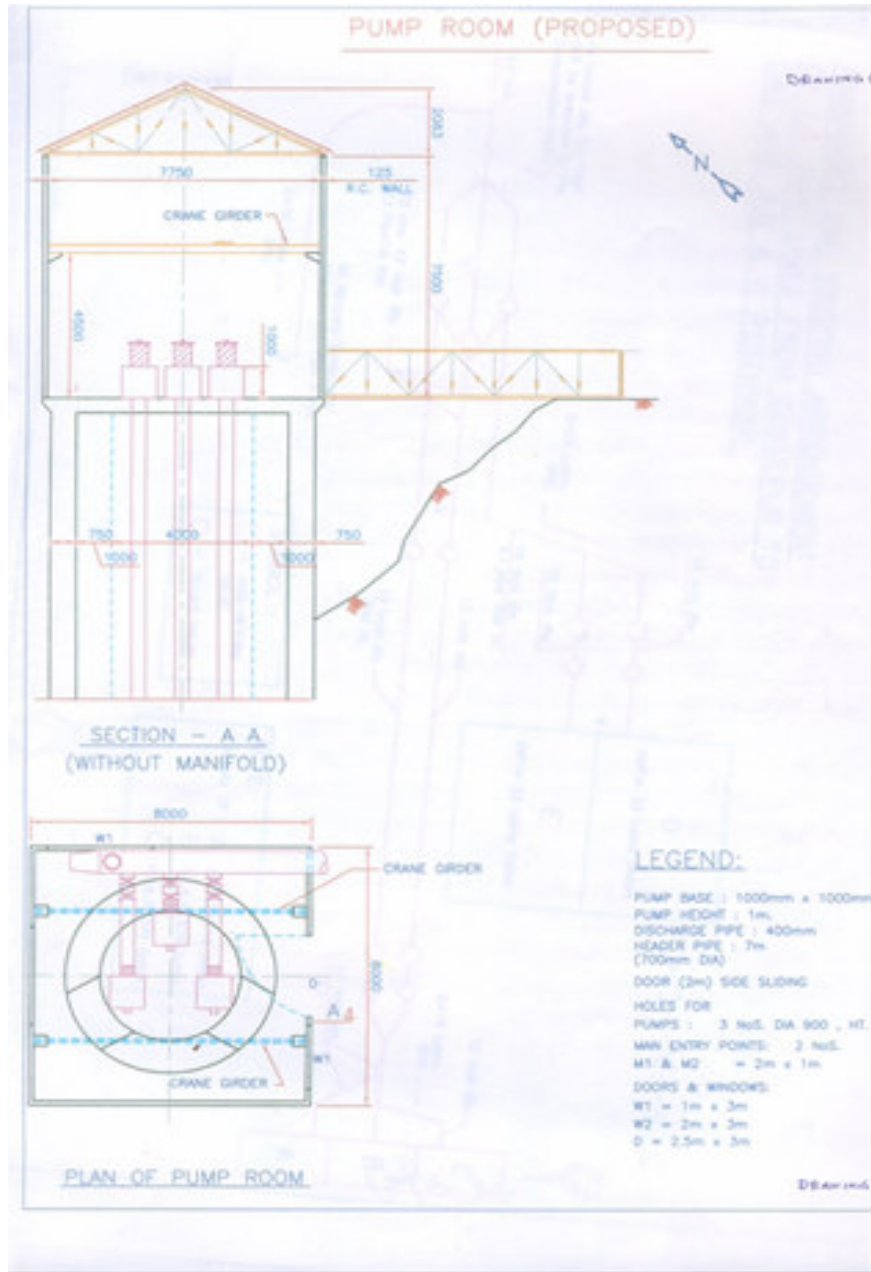 PUMP ROOM (PROPOSED)
DRAWING
N
2083
7750
125
R.C. WALL
CRANE GIRDER
7500
4500
1000
750
4000
750
1000
1000
SECTION - A A
(WITHOUT MANIFOLD)
8000
W1
CRANE GIRDER
8000
D
A
W1
CRANE GIRDER
PLAN OF PUMP ROOM
LEGEND:
PUMP BASE : 1000mm x 1000mm
PUMP HEIGHT : 1m.
DISCHARGE PIPE : 400mm
HEADER PIPE : 7m
(700mm DIA)
DOOR (2m) SIDE SLIDING
HOLES FOR
PUMPS : 3 NoS. DIA 900 , HT.
MAN ENTRY POINTS: 2 NoS.
M1 & M2 = 2m x 1m
DOORS & WINDOWS:
W1 = 1m x 3m
W2 = 2m x 3m
D = 2.5m x 3m
DRAWING